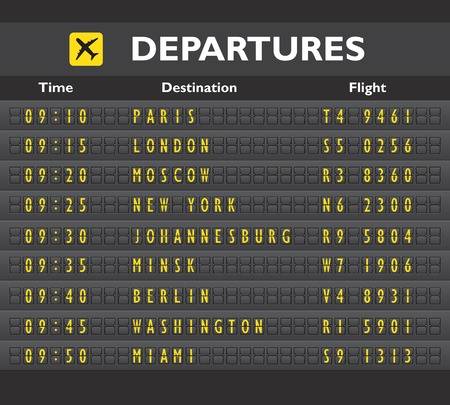 DEPARTURES
Time Destination Flight
09:10 PARIS T4 9461
09:15 LONDON S5 0256
09:20 MOSCOW R3 8360
09:25 NEW YORK N6 2300
09:30 JOHANNESBURG R9 5804
09:35 MINSK W7 1906
09:40 BERLIN V4 8931
09:45 WASHINGTON R1 5901
09:50 MIAMI S9 1313